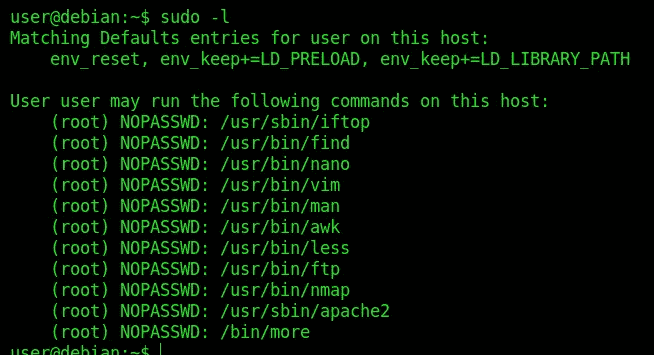 user@debian:~$ sudo -l
Matching Defaults entries for user on this host:
    env_reset, env_keep+=LD_PRELOAD, env_keep+=LD_LIBRARY_PATH

User user may run the following commands on this host:
    (root) NOPASSWD: /usr/sbin/iftop
    (root) NOPASSWD: /usr/bin/find
    (root) NOPASSWD: /usr/bin/nano
    (root) NOPASSWD: /usr/bin/vim
    (root) NOPASSWD: /usr/bin/man
    (root) NOPASSWD: /usr/bin/awk
    (root) NOPASSWD: /usr/bin/less
    (root) NOPASSWD: /usr/bin/ftp
    (root) NOPASSWD: /usr/bin/nmap
    (root) NOPASSWD: /usr/sbin/apache2
    (root) NOPASSWD: /bin/more
user@debian:~$